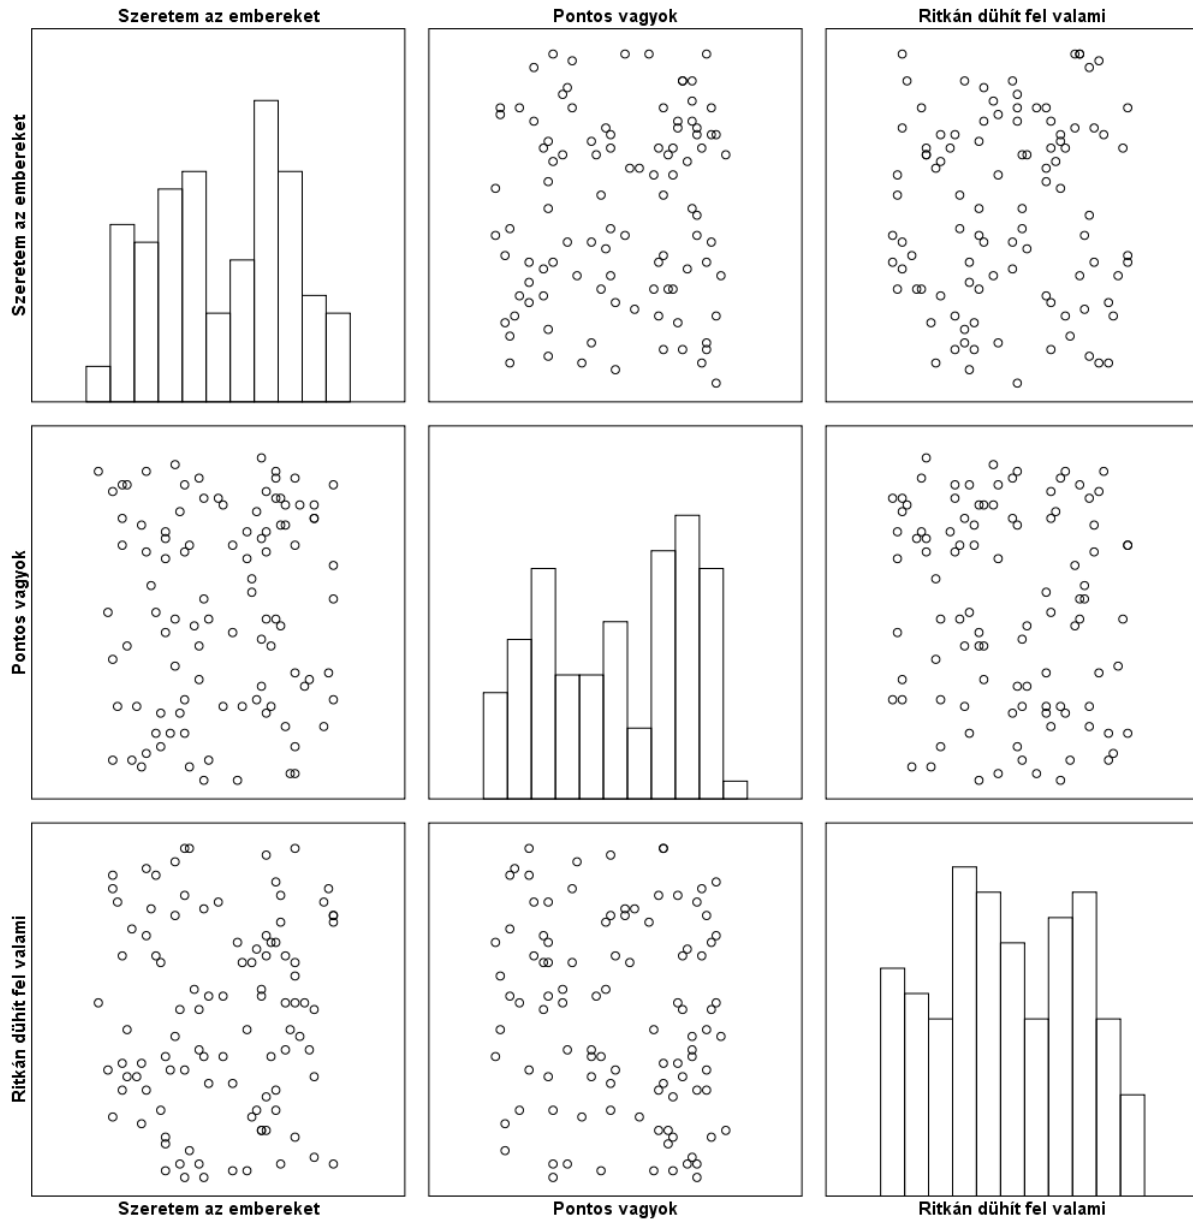 Szeretem az embereket
Pontos vagyok
Ritkán dühít fel valami
Szeretem az embereket
Pontos vagyok
Ritkán dühít fel valami
Szeretem az embereket
Pontos vagyok
Ritkán dühít fel valami